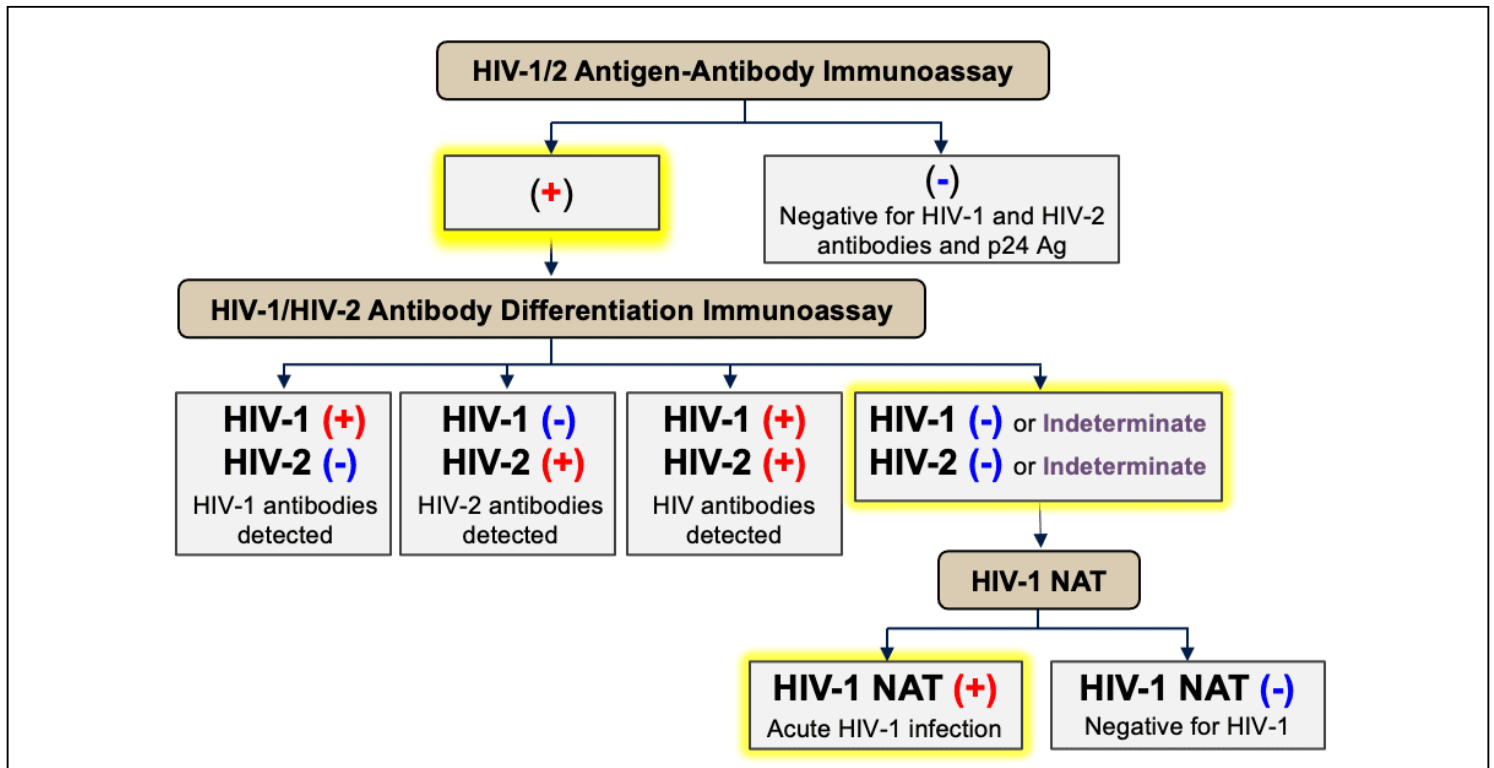 HIV-1/2 Antigen-Antibody Immunoassay
(+)
(-)
Negative for HIV-1 and HIV-2
antibodies and p24 Ag
HIV-1/HIV-2 Antibody Differentiation Immunoassay
HIV-1 (+)
HIV-2 (-)
HIV-1 antibodies
detected
HIV-1 (-)
HIV-2 (+)
HIV-2 antibodies
detected
HIV-1 (+)
HIV-2 (+)
HIV antibodies
detected
HIV-1 (-) or Indeterminate
HIV-2 (-) or Indeterminate
HIV-1 NAT
HIV-1 NAT (+)
Acute HIV-1 infection
HIV-1 NAT (-)
Negative for HIV-1